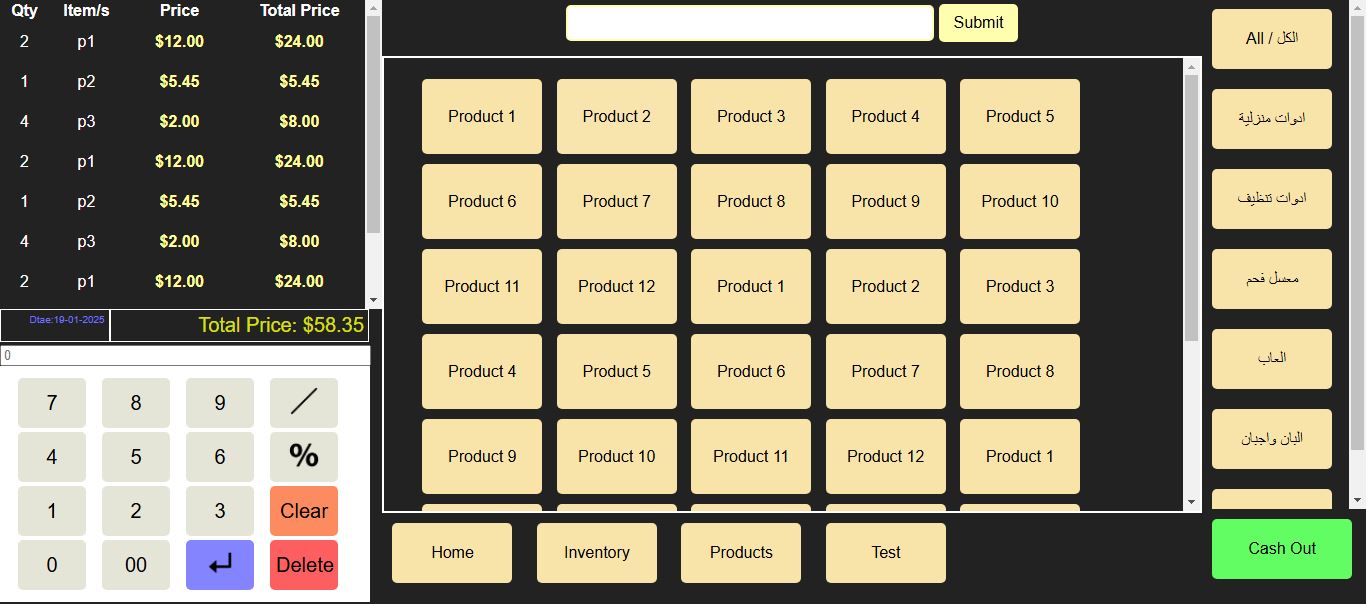 Qty Item/s Price Total Price
2 p1 $12.00 $24.00
1 p2 $5.45 $5.45
4 p3 $2.00 $8.00
2 p1 $12.00 $24.00
1 p2 $5.45 $5.45
4 p3 $2.00 $8.00
2 p1 $12.00 $24.00
Dtae:19-01-2025 Total Price: $58.35
0
7 8 9 /
4 5 6 %
1 2 3 Clear
0 00 Delete
Submit
Product 1 Product 2 Product 3 Product 4 Product 5
Product 6 Product 7 Product 8 Product 9 Product 10
Product 11 Product 12 Product 1 Product 2 Product 3
Product 4 Product 5 Product 6 Product 7 Product 8
Product 9 Product 10 Product 11 Product 12 Product 1
Home Inventory Products Test
All / الكل
ادوات منزلية
ادوات تنظيف
معسل فحم
العاب
البان واجبان
Cash Out